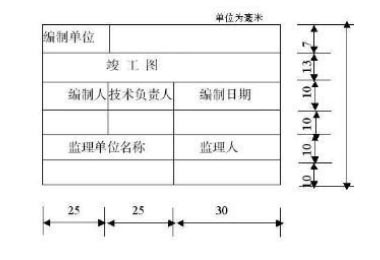 单位为毫米
编制单位
竣工图
编制人 技术负责人 编制日期
监理单位名称 监理人
7
13
10
10
10
10
25 25 30